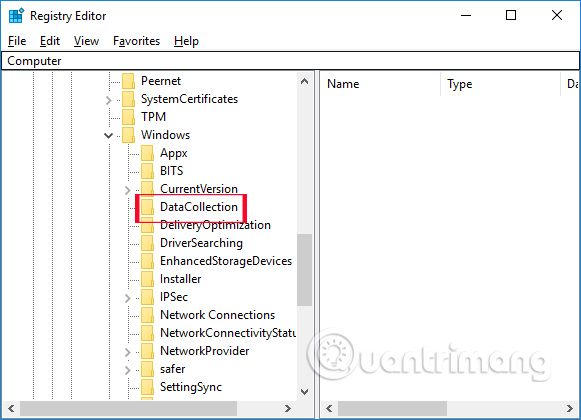 Registry Editor
File Edit View Favorites Help
Computer
Name Type Da
Peernet
SystemCertificates
TPM
Windows
Appx
BITS
CurrentVersion
DataCollection
DeliveryOptimization
DriverSearching
EnhancedStorageDevices
Installer
IPSec
Network Connections
NetworkConnectivityStatu
NetworkProvider
safer
SettingSync
Quantrimang